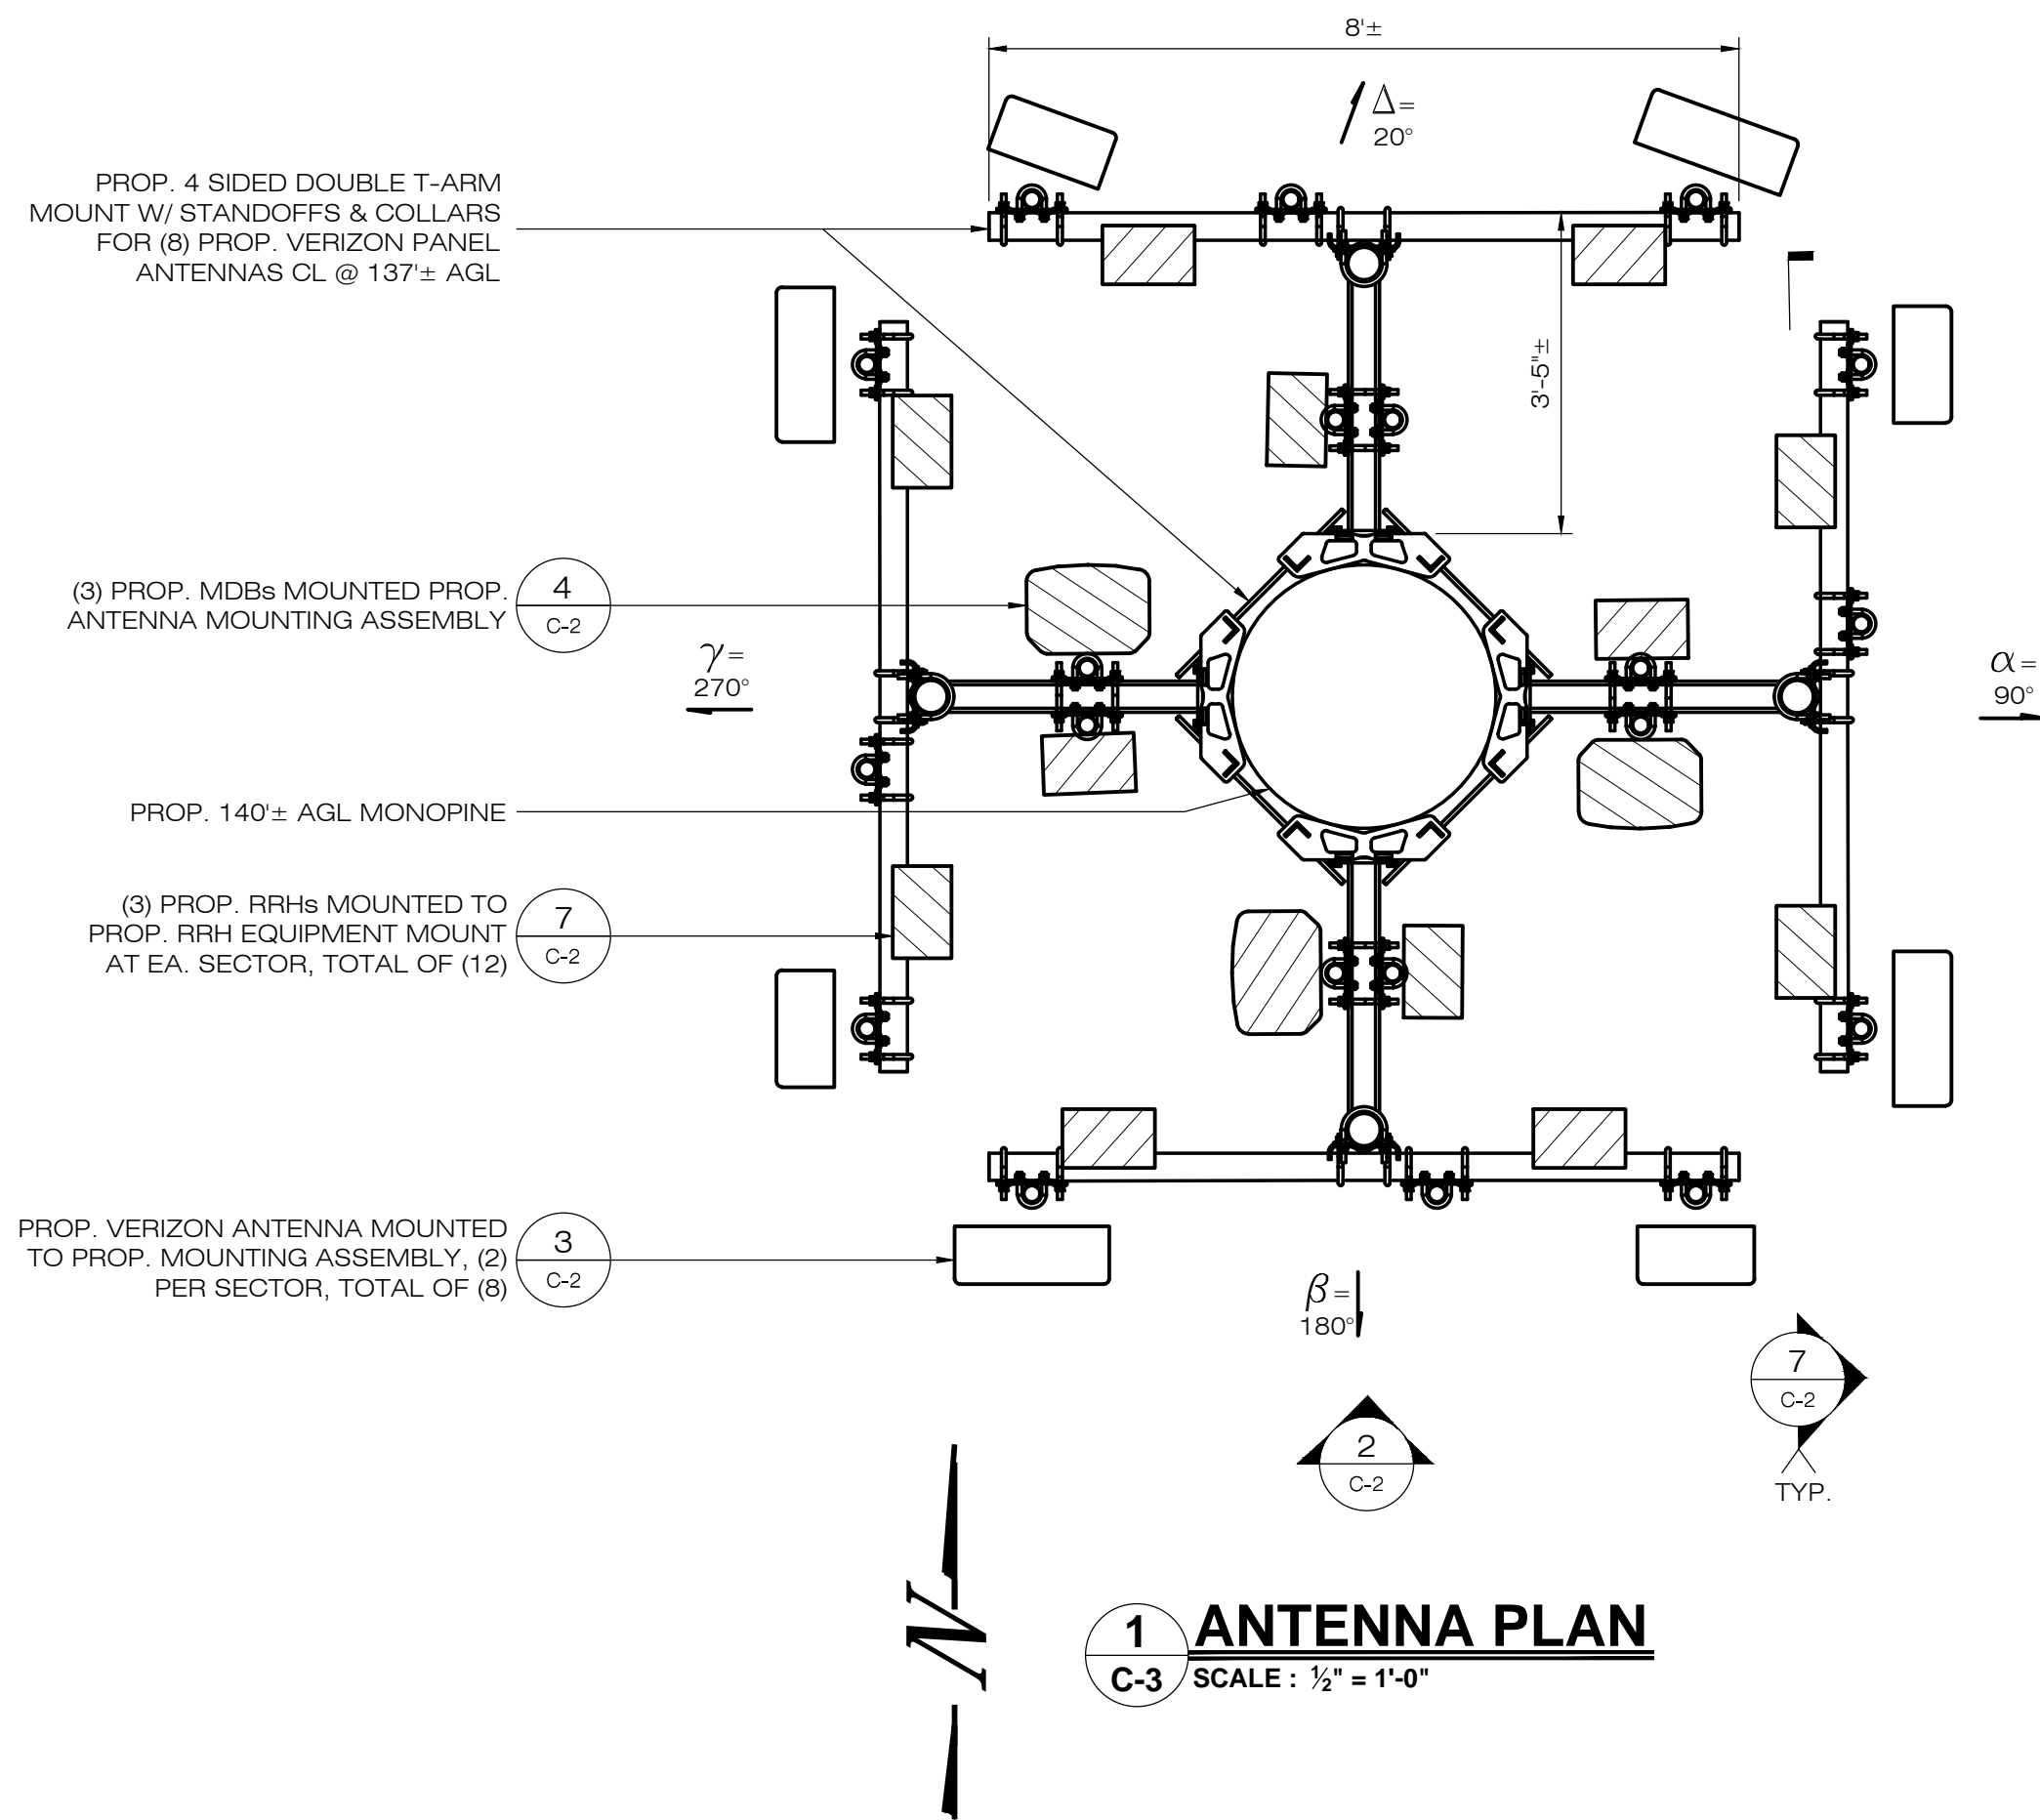 8'±
Δ=
20°
PROP. 4 SIDED DOUBLE T-ARM
MOUNT W/ STANDOFFS & COLLARS
FOR (8) PROP. VERIZON PANEL
ANTENNAS CL @ 137'± AGL
3'-5"±
(3) PROP. MDBs MOUNTED PROP.
ANTENNA MOUNTING ASSEMBLY
4
C-2
γ=
270°
α=
90°
PROP. 140'± AGL MONOPINE
(3) PROP. RRHs MOUNTED TO
PROP. RRH EQUIPMENT MOUNT
AT EA. SECTOR, TOTAL OF (12)
7
C-2
PROP. VERIZON ANTENNA MOUNTED
TO PROP. MOUNTING ASSEMBLY, (2)
PER SECTOR, TOTAL OF (8)
3
C-2
β=
180°
7
C-2
TYP.
2
C-2
N
1
C-3
ANTENNA PLAN
SCALE : ½" = 1'-0"